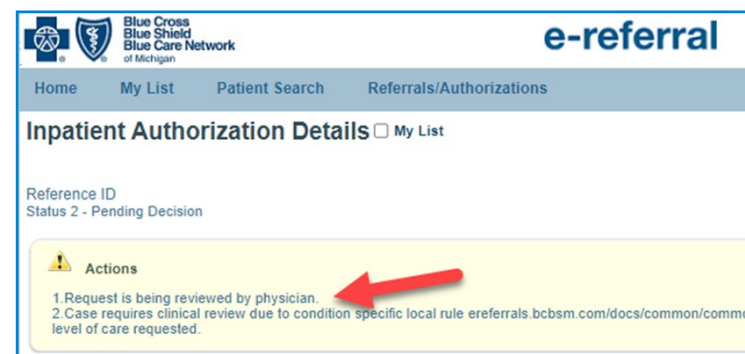 Blue Cross
Blue Shield
Blue Care Network
of Michigan
e-referral
Home My List Patient Search Referrals/Authorizations
Inpatient Authorization Details My List
Reference ID
Status 2 - Pending Decision
Actions
1.Request is being reviewed by physician.
2.Case requires clinical review due to condition specific local rule ereferrals.bcbsm.com/docs/common/commo
level of care requested.